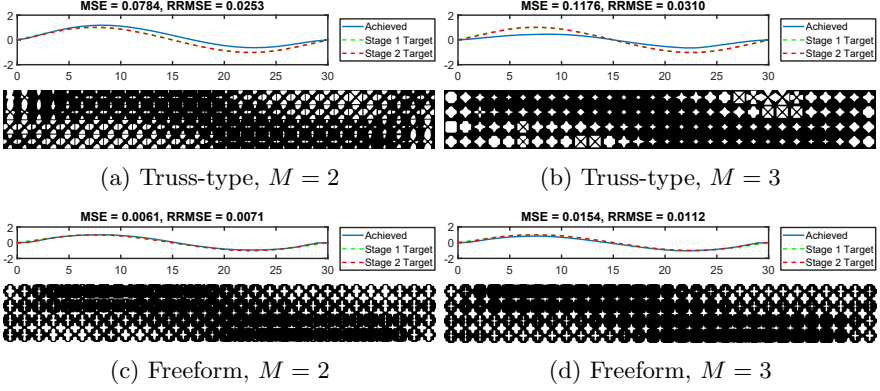 MSE = 0.0784, RRMSE = 0.0253
2
0
-2
0 5 10 15 20 25 30
Achieved
Stage 1 Target
Stage 2 Target
(a) Truss-type, M = 2
MSE = 0.1176, RRMSE = 0.0310
2
0
-2
0 5 10 15 20 25 30
Achieved
Stage 1 Target
Stage 2 Target
(b) Truss-type, M = 3
MSE = 0.0061, RRMSE = 0.0071
2
0
-2
0 5 10 15 20 25 30
Achieved
Stage 1 Target
Stage 2 Target
(c) Freeform, M = 2
MSE = 0.0154, RRMSE = 0.0112
2
0
-2
0 5 10 15 20 25 30
Achieved
Stage 1 Target
Stage 2 Target
(d) Freeform, M = 3